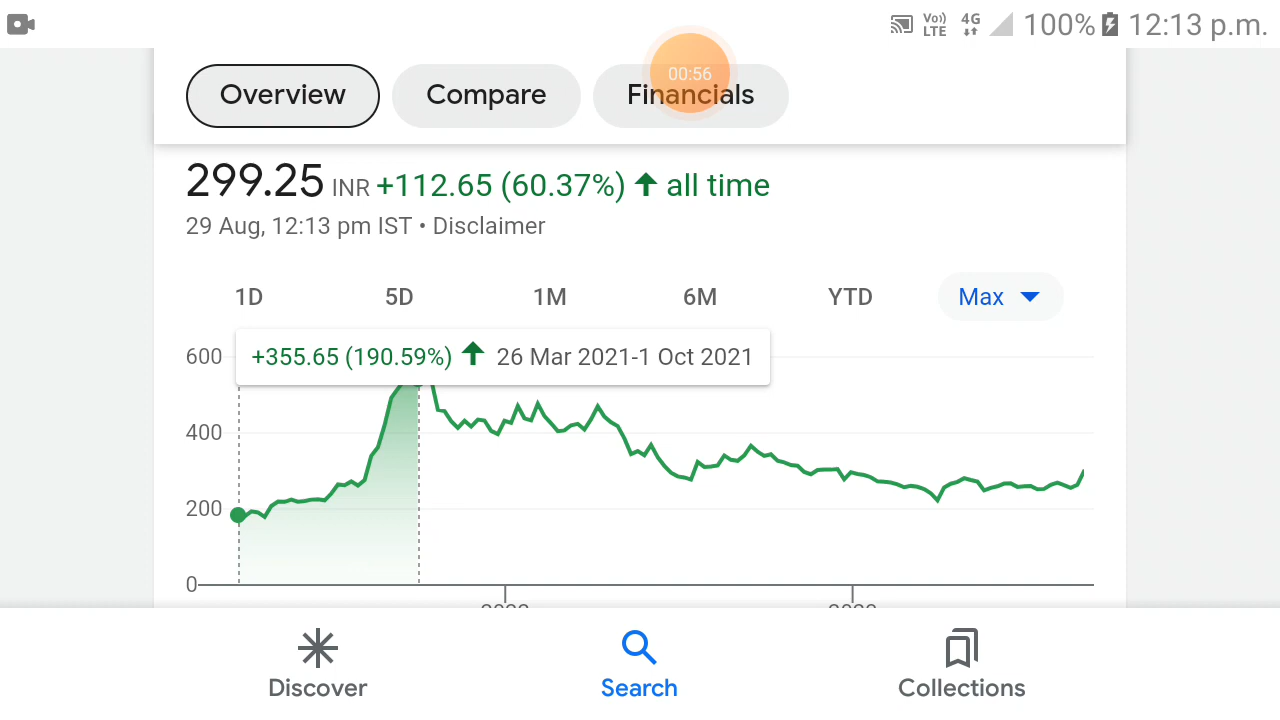 Vo)) LTE 4G 100% 12:13 p.m.
00:56
Overview Compare Financials
299.25 INR +112.65 (60.37%) all time
29 Aug, 12:13 pm IST • Disclaimer
1D 5D 1M 6M YTD Max
600 +355.65 (190.59%) 26 Mar 2021-1 Oct 2021
400
200
0
Discover Search Collections